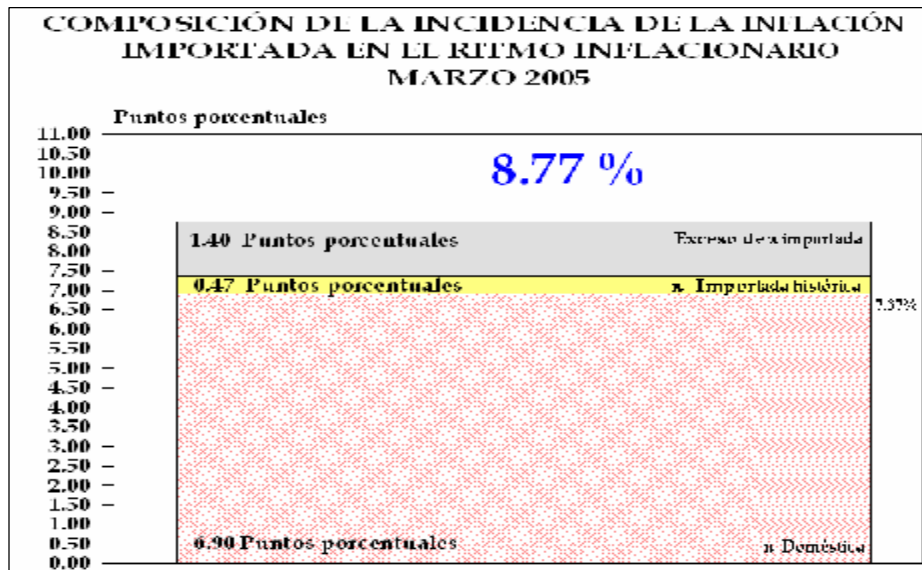 COMPOSICIÓN DE LA INCIDENCIA DE LA INFLACIÓN
IMPORTADA EN EL RITMO INFLACIONARIO
MARZO 2005
Puntos porcentuales
11.00
10.50
10.00
9.50
9.00
8.50
8.00
7.50
7.00
6.50
6.00
5.50
5.00
4.50
4.00
3.50
3.00
2.50
2.00
1.50
1.00
0.50
0.00
8.77 %
1.40 Puntos porcentuales
Exceso de π importada
0.47 Puntos porcentuales
π Importada histórica
7.37%
6.90 Puntos porcentuales
π Doméstica